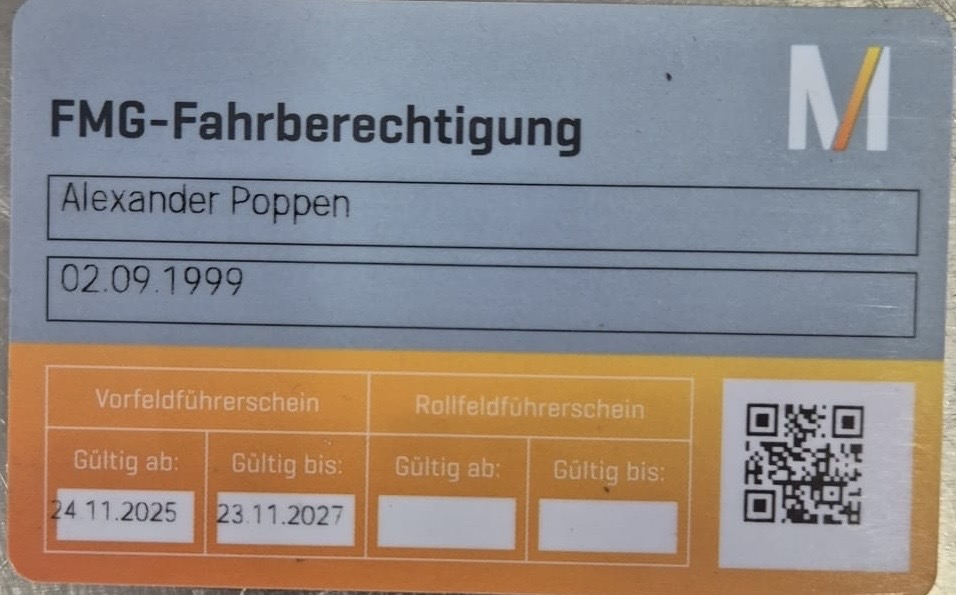 M
FMG-Fahrberechtigung
Alexander Poppen
02.09.1999
Vorfeldführerschein Rollfeldführerschein
Gültig ab: Gültig bis: Gültig ab: Gültig bis:
24.11.2025 23.11.2027